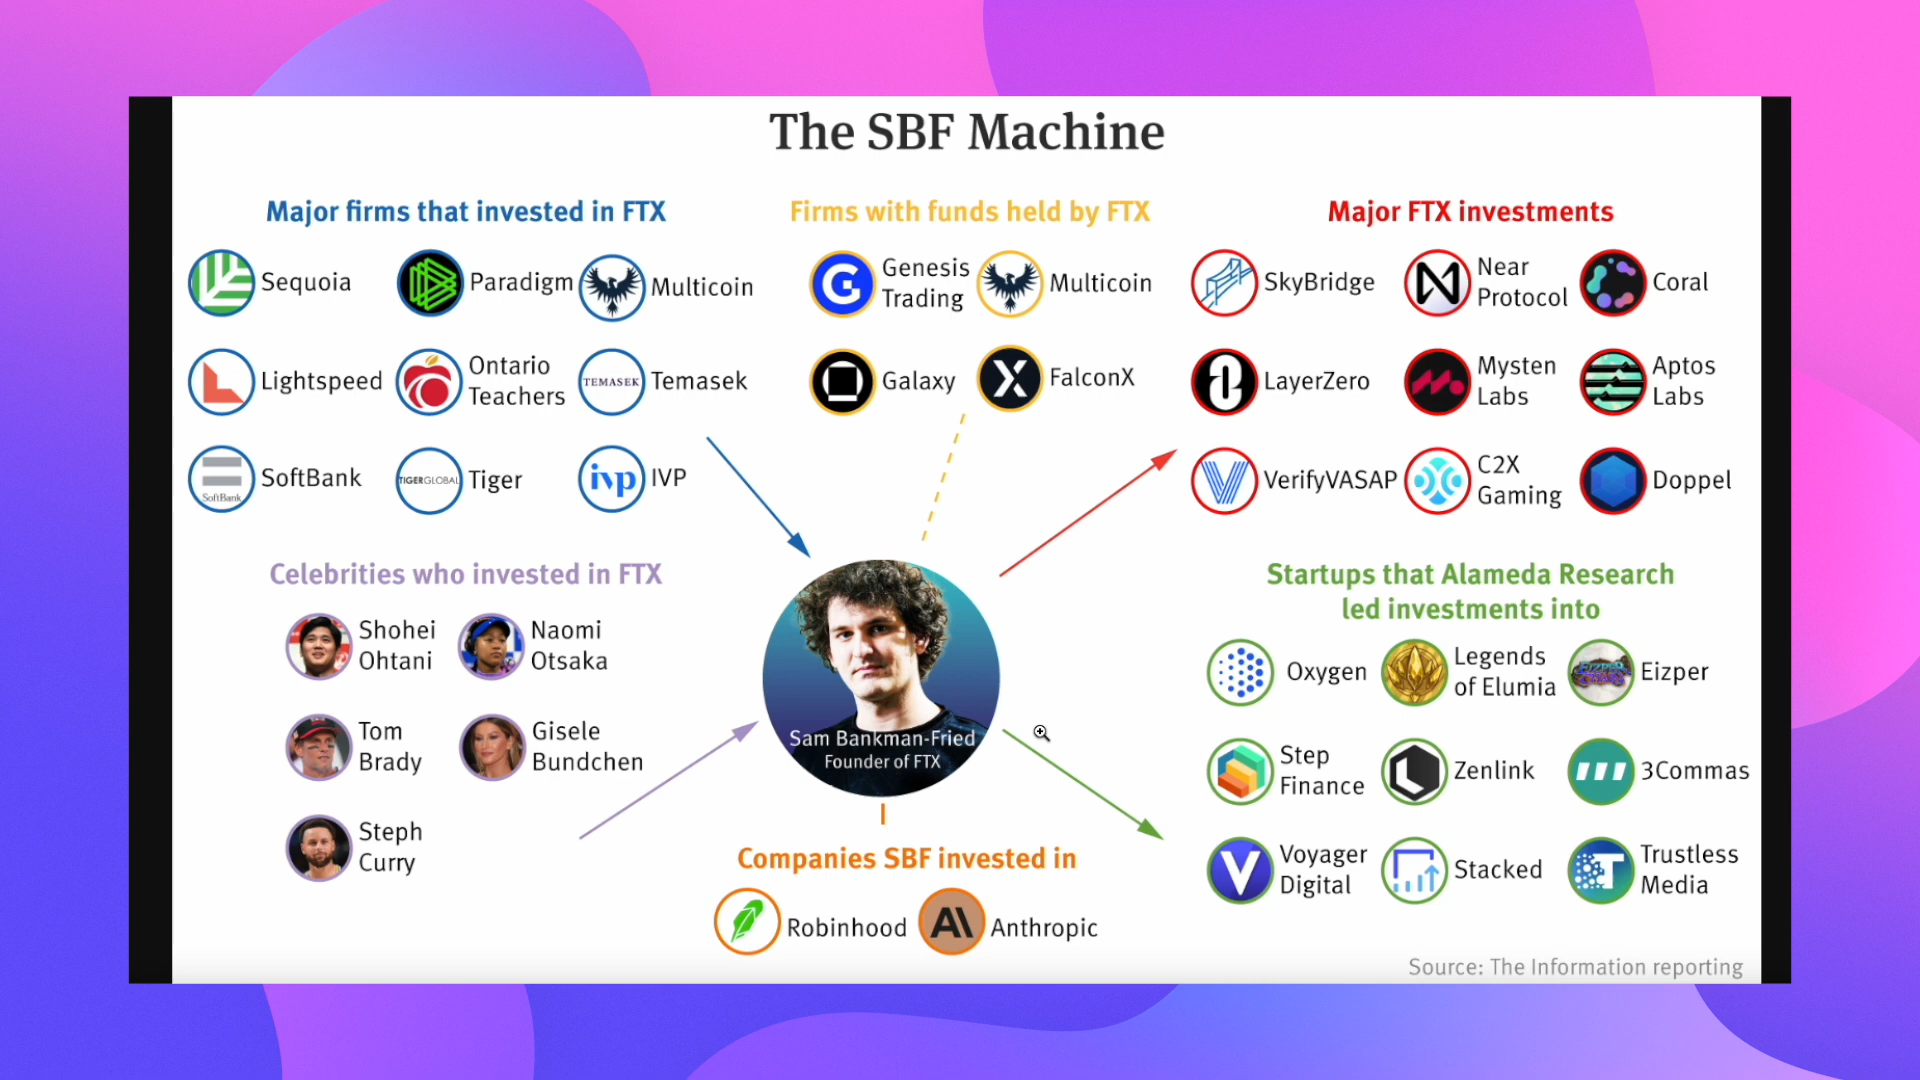 The SBF Machine
Major firms that invested in FTX
Sequoia
Paradigm
Multicoin
Lightspeed
Ontario
Teachers
TEMASEK
Temasek
SoftBank
SoftBank
TIGERGLOBAL
Tiger
ivp
IVP
Firms with funds held by FTX
G
Genesis
Trading
Multicoin
Galaxy
FalconX
Major FTX investments
SkyBridge
Near
Protocol
Coral
LayerZero
Mysten
Labs
Aptos
Labs
VerifyVASAP
C2X
Gaming
Doppel
Celebrities who invested in FTX
Shohei
Ohtani
Naomi
Otsaka
Tom
Brady
Gisele
Bundchen
Steph
Curry
Sam Bankman-Fried
Founder of FTX
Companies SBF invested in
Robinhood
AI
Anthropic
Startups that Alameda Research
led investments into
Oxygen
Legends
of Elumia
Eizper
Step
Finance
Zenlink
3Commas
Voyager
Digital
Stacked
T
Trustless
Media
Source: The Information reporting